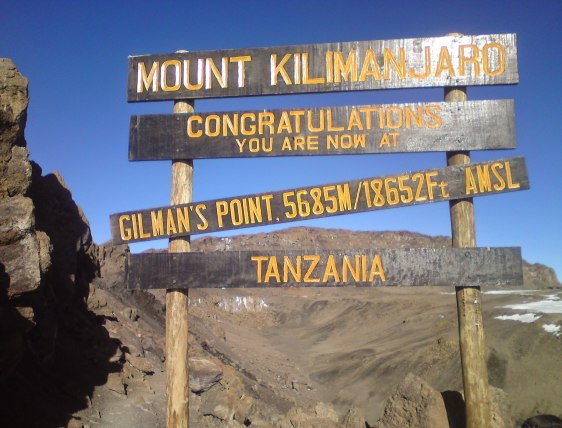 MOUNT KILIMANJARO
CONGRATULATIONS
YOU ARE NOW AT
GILMAN'S POINT, 5685M/18652Ft AMSL
TANZANIA